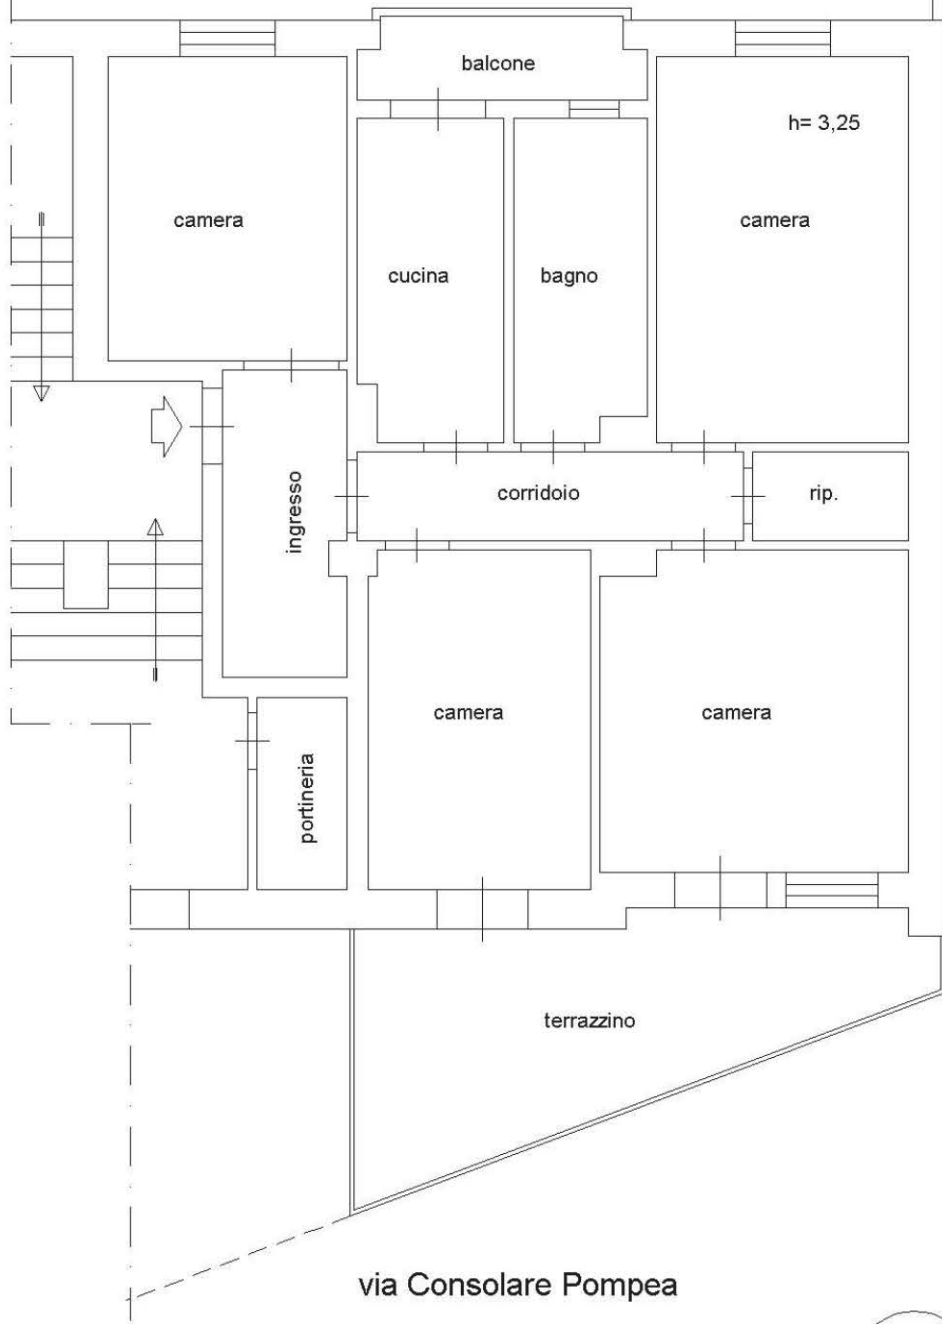 balcone
h= 3,25
camera
camera
cucina
bagno
ingresso
corridoio
rip.
camera
camera
portineria
terrazzino
via Consolare Pompea